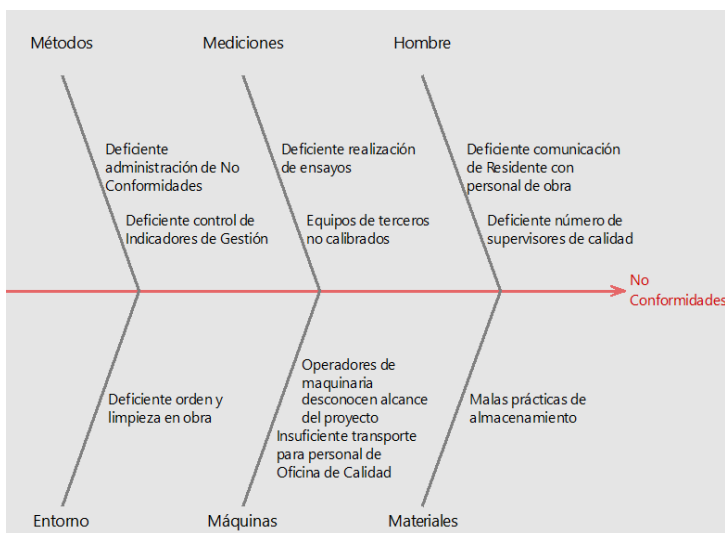 Métodos
Mediciones
Hombre
Deficiente
administración de No
Conformidades
Deficiente control de
Indicadores de Gestión
Deficiente realización
de ensayos
Equipos de terceros
no calibrados
Deficiente comunicación
de Residente con
personal de obra
Deficiente número de
supervisores de calidad
No
Conformidades
Deficiente orden y
limpieza en obra
Operadores de
maquinaria
desconocen alcance
del proyecto
Insuficiente transporte
para personal de
Oficina de Calidad
Malas prácticas de
almacenamiento
Entorno
Máquinas
Materiales